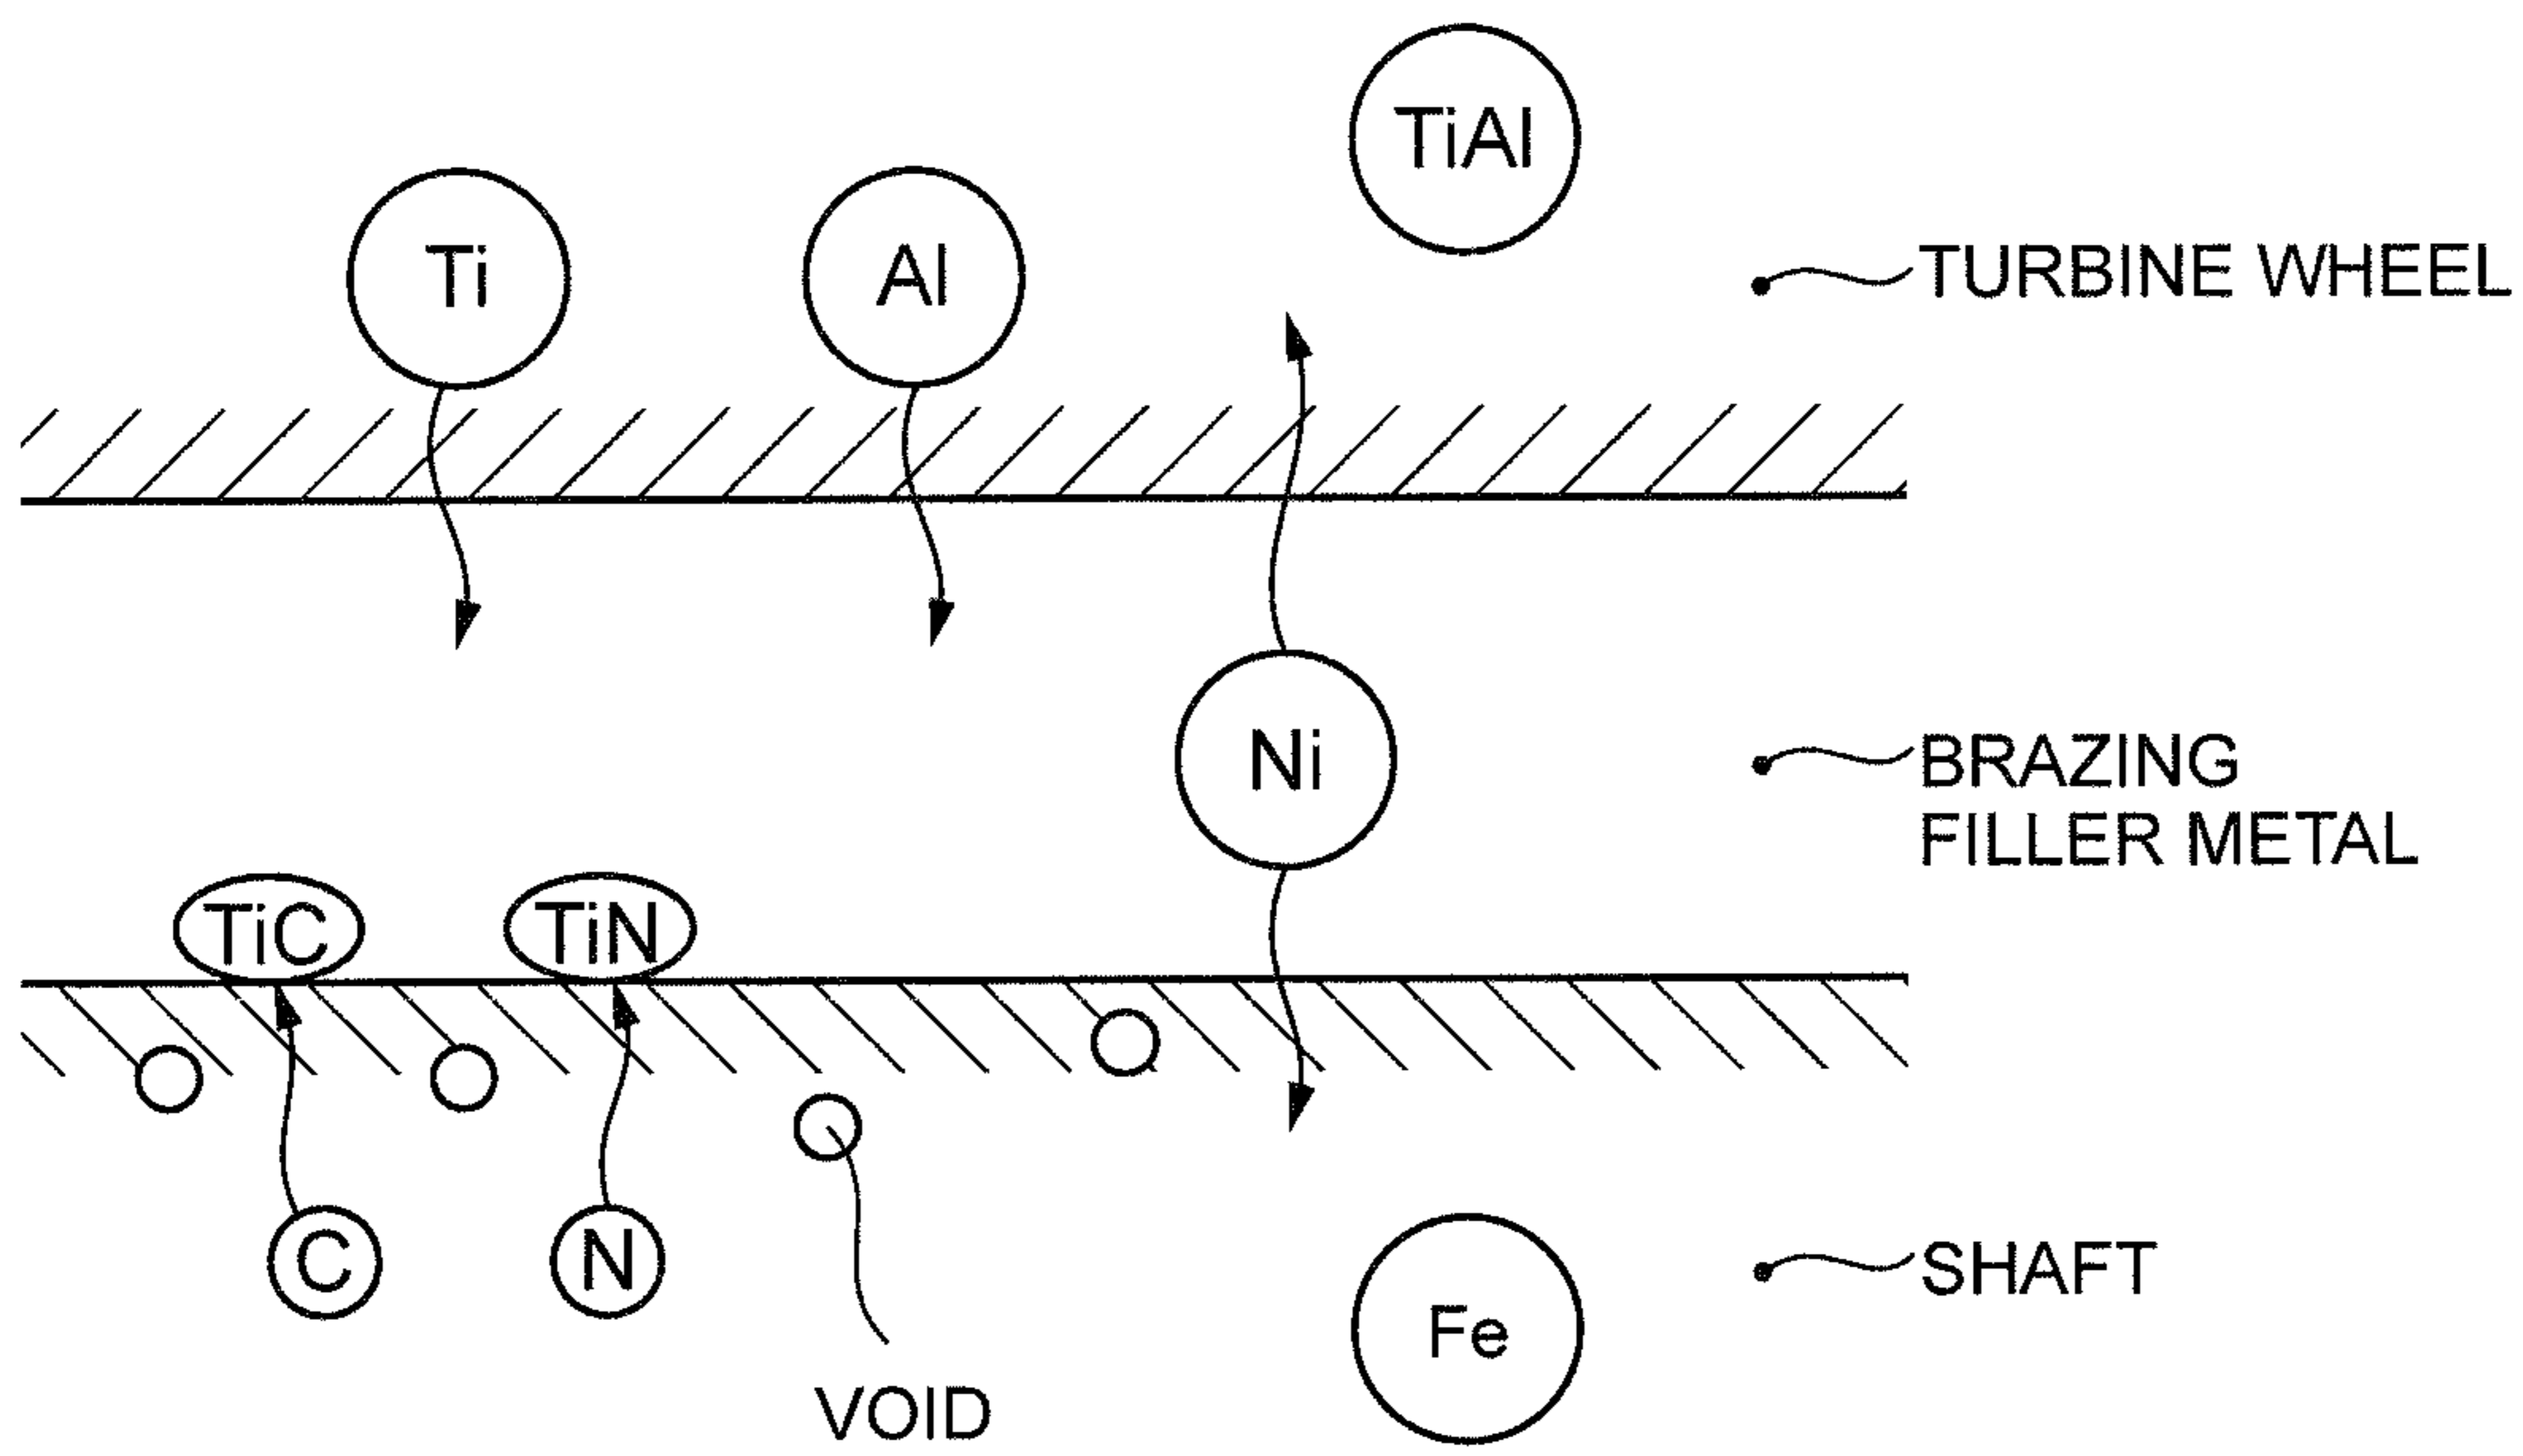 TiAl
Ti
Al
TURBINE WHEEL
Ni
BRAZING
FILLER METAL
TiC
TiN
C
N
SHAFT
Fe
VOID